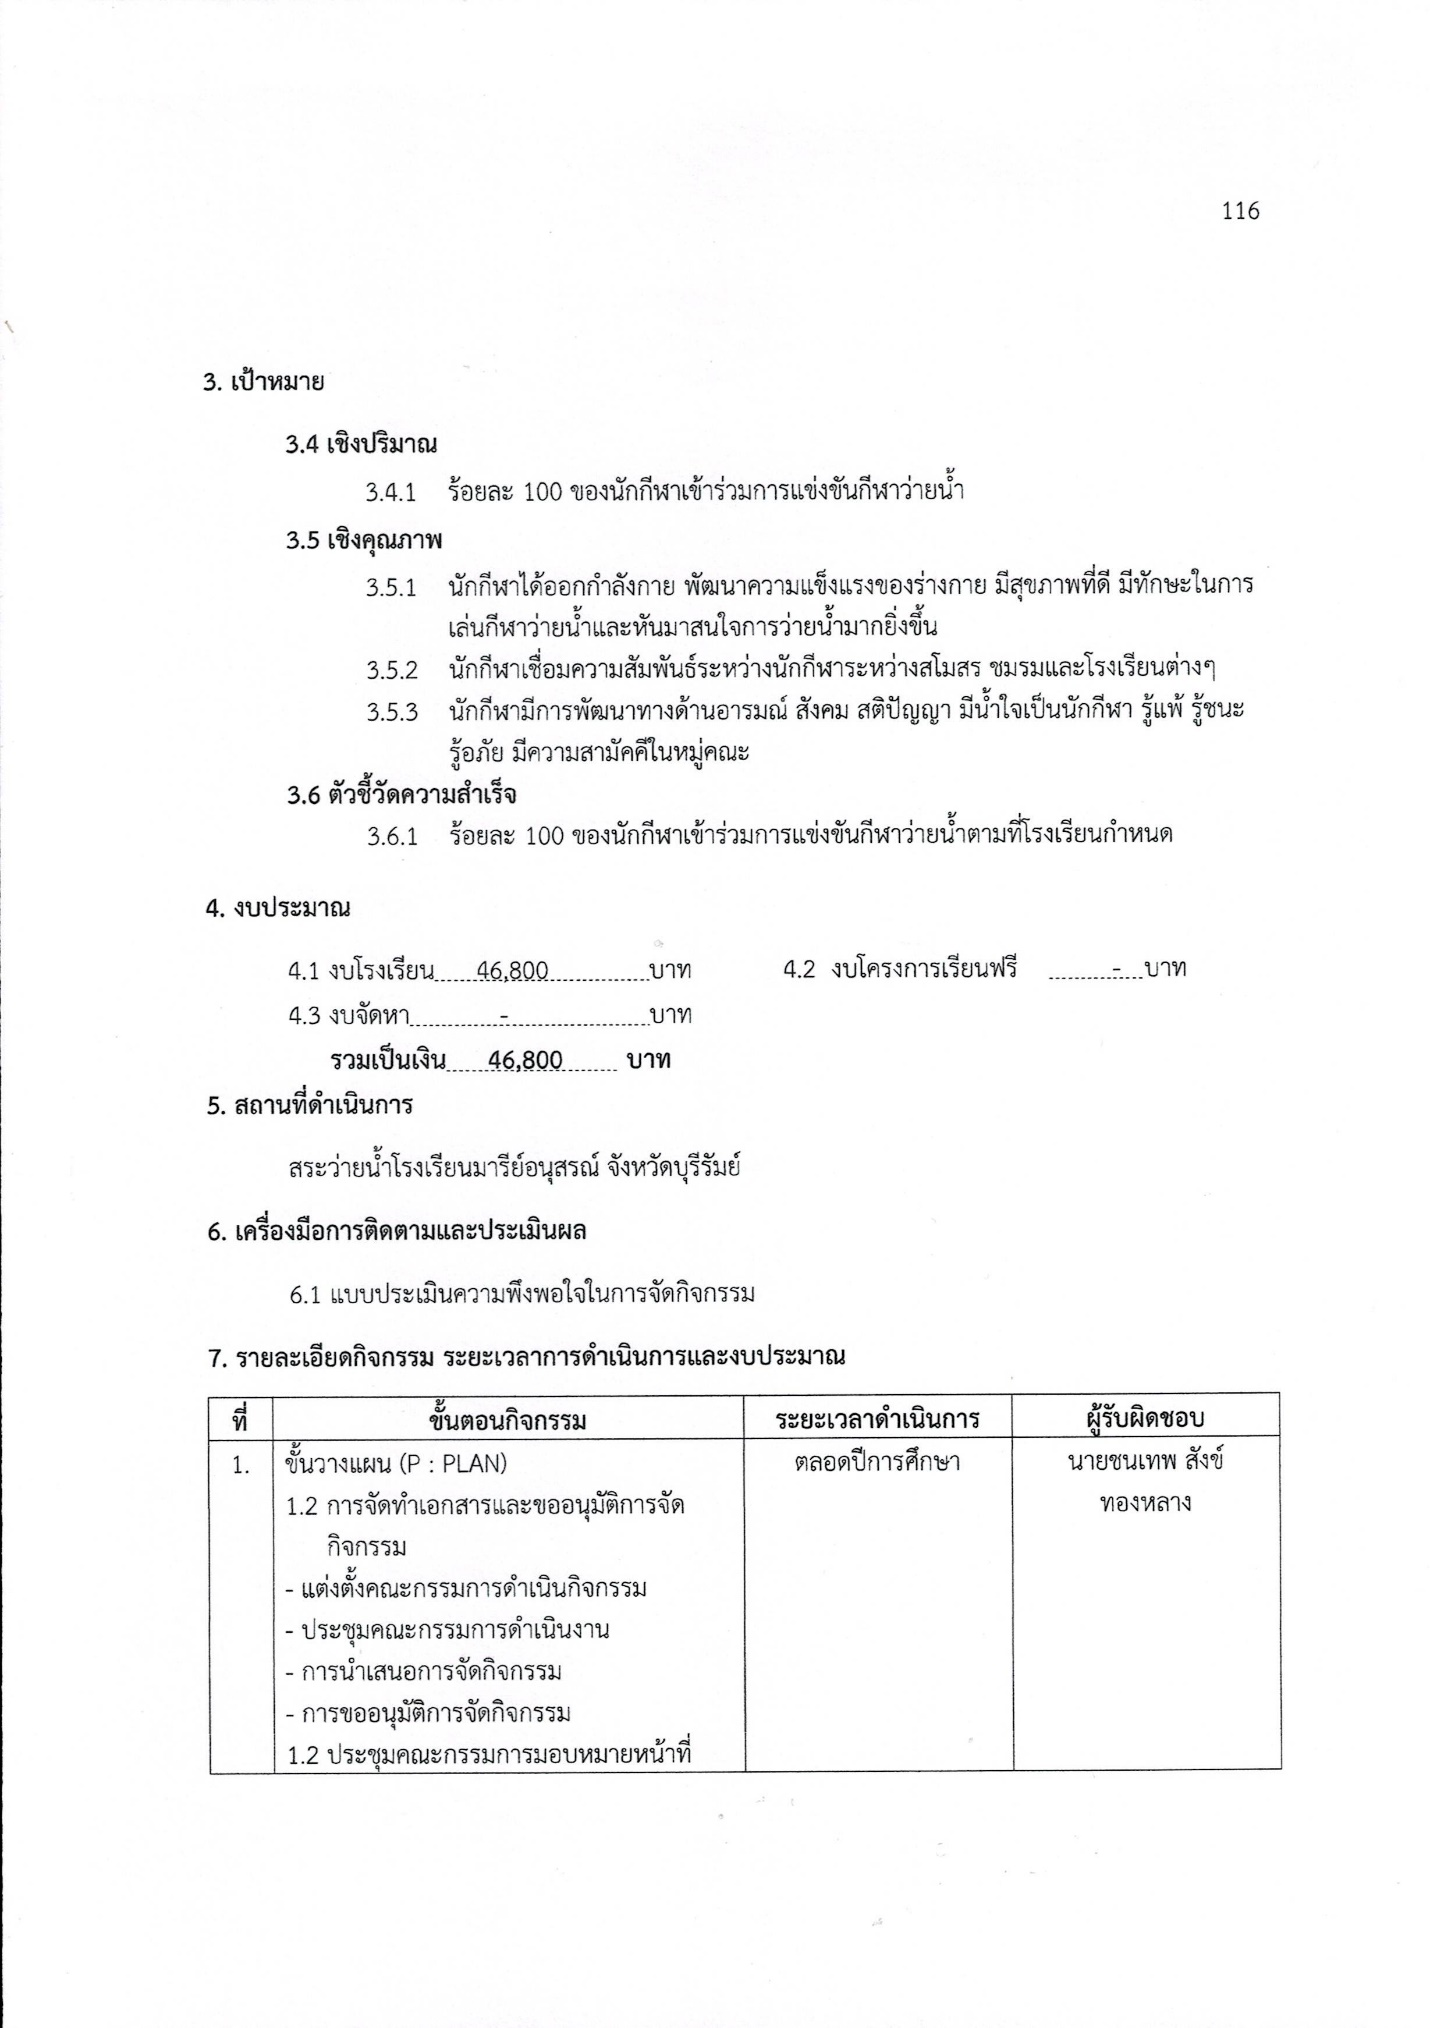 116
3. เป้าหมาย
3.4 เชิงปริมาณ
3.4.1 ร้อยละ 100 ของนักกีฬาเข้าร่วมการแข่งขันกีฬาว่ายน้ำ
3.5 เชิงคุณภาพ
3.5.1 นักกีฬาได้ออกกำลังกาย พัฒนาความแข็งแรงของร่างกาย มีสุขภาพที่ดี มีทักษะในการ
เล่นกีฬาว่ายน้ำและหันมาสนใจการว่ายน้ำมากยิ่งขึ้น
3.5.2 นักกีฬาเชื่อมความสัมพันธ์ระหว่างนักกีฬาระหว่างสโมสร ชมรมและโรงเรียนต่างๆ
3.5.3 นักกีฬามีการพัฒนาทางด้านอารมณ์ สังคม สติปัญญา มีน้ำใจเป็นนักกีฬา รู้แพ้ รู้ชนะ
รู้อภัย มีความสามัคคีในหมู่คณะ
3.6 ตัวชี้วัดความสำเร็จ
3.6.1 ร้อยละ 100 ของนักกีฬาเข้าร่วมการแข่งขันกีฬาว่ายน้ำตามที่โรงเรียนกำหนด
4. งบประมาณ
4.1 งบโรงเรียน......46,800..............บาท 4.2 งบโครงการเรียนฟรี ..........-....บาท
4.3 งบจัดหา..............-......................บาท
รวมเป็นเงิน......46,800........ บาท
5. สถานที่ดำเนินการ
สระว่ายน้ำโรงเรียนมารีย์อนุสรณ์ จังหวัดบุรีรัมย์
6. เครื่องมือการติดตามและประเมินผล
6.1 แบบประเมินความพึงพอใจในการจัดกิจกรรม
7. รายละเอียดกิจกรรม ระยะเวลาการดำเนินการและงบประมาณ
ที่ ขั้นตอนกิจกรรม ระยะเวลาดำเนินการ ผู้รับผิดชอบ
1. ขั้นวางแผน (P : PLAN) ตลอดปีการศึกษา นายชนเทพ สังข์
1.2 การจัดทำเอกสารและขออนุมัติการจัด ทองหลาง
กิจกรรม
- แต่งตั้งคณะกรรมการดำเนินกิจกรรม
- ประชุมคณะกรรมการดำเนินงาน
- การนำเสนอการจัดกิจกรรม
- การขออนุมัติการจัดกิจกรรม
1.2 ประชุมคณะกรรมการมอบหมายหน้าที่